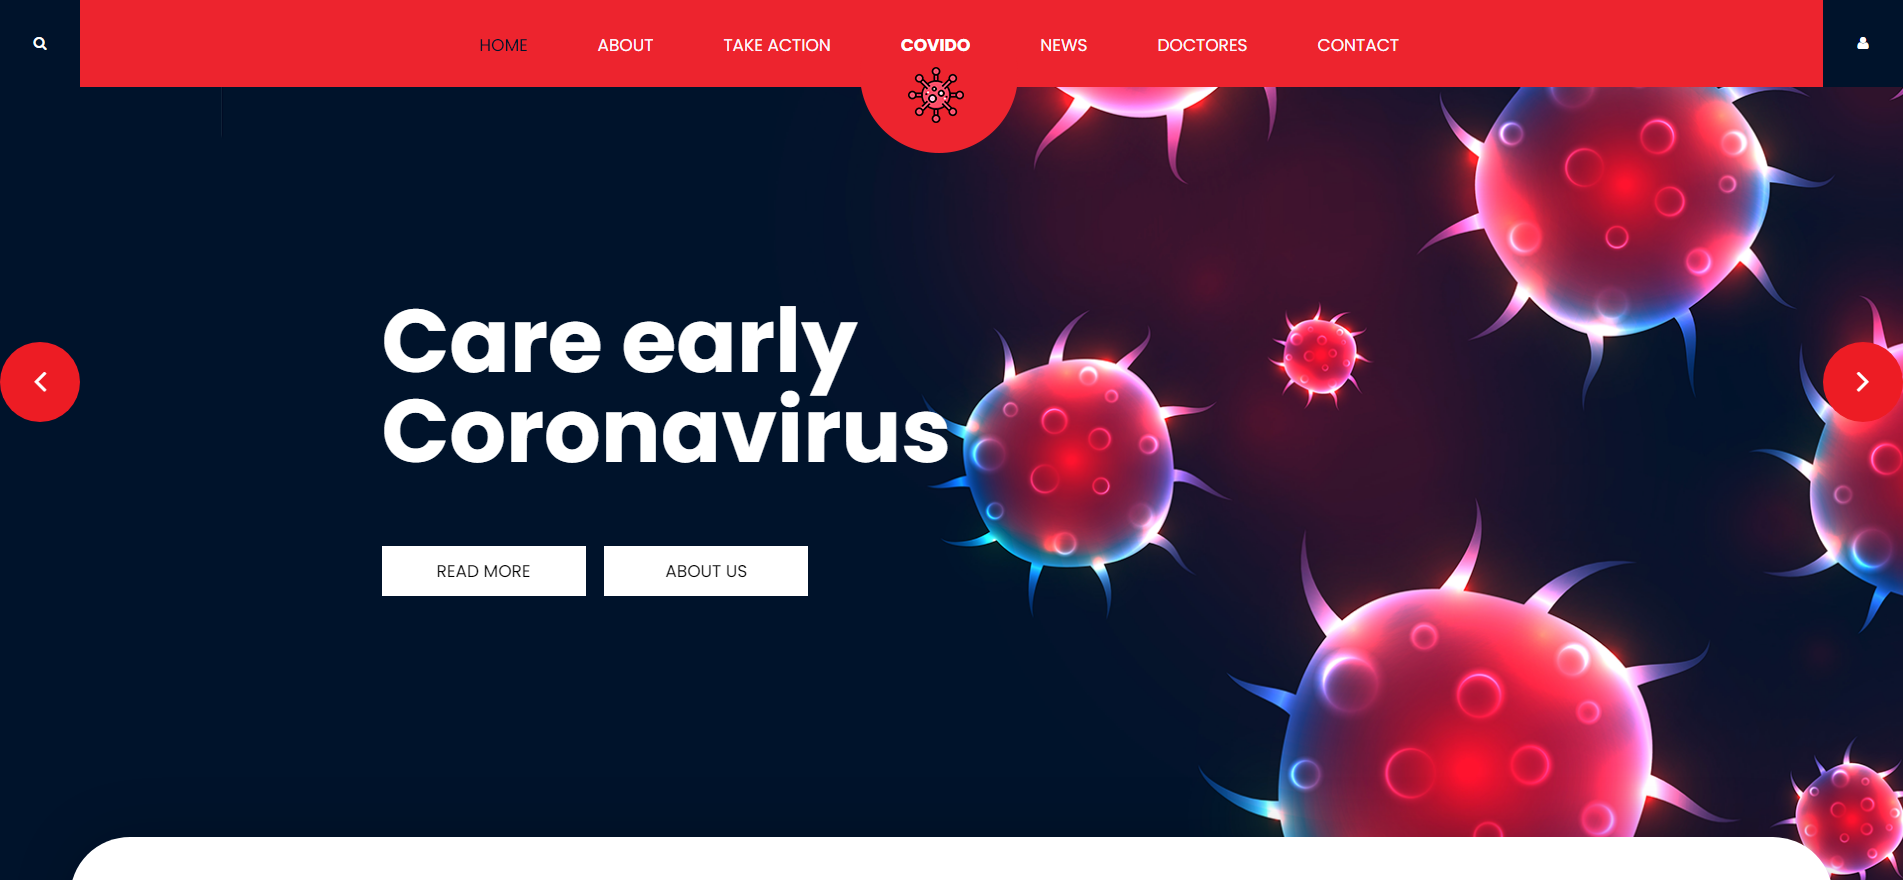 HOME ABOUT TAKE ACTION COVIDO NEWS DOCTORES CONTACT
Care early
Coronavirus
READ MORE ABOUT US